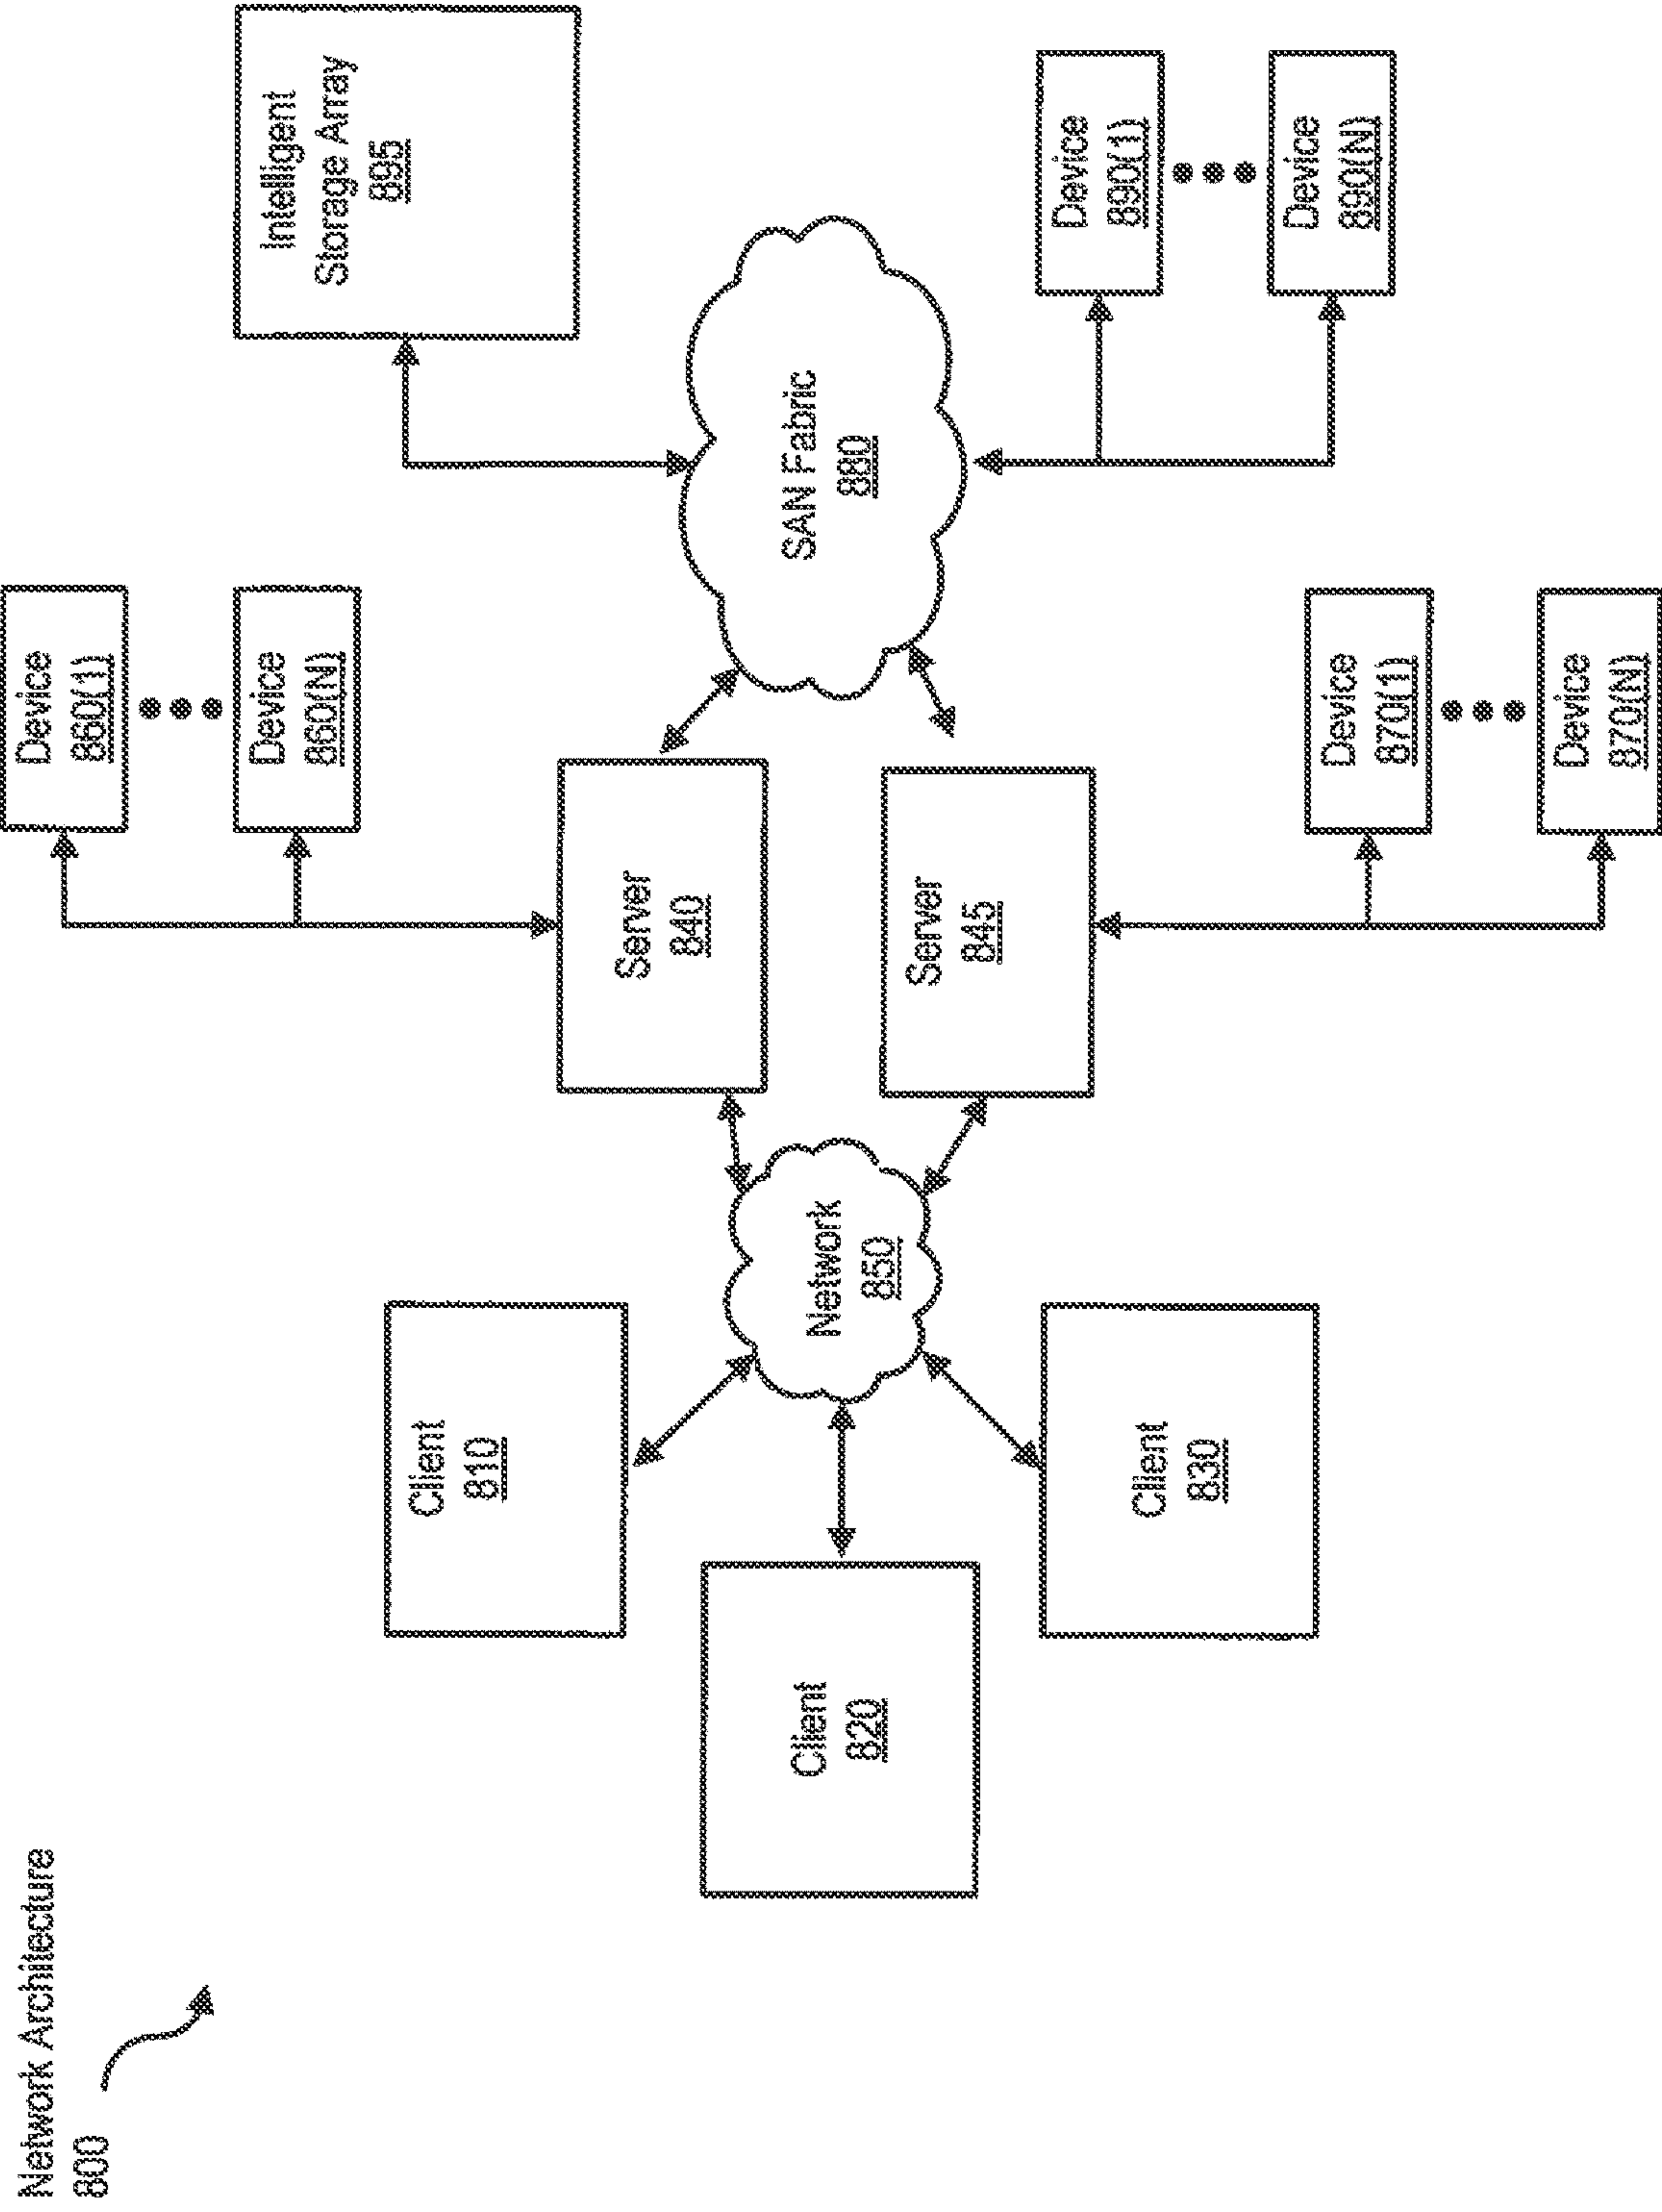 Network Architecture
800
Device
860(1)
Device
860(N)
Intelligent
Storage Array
895
Client
810
Server
840
Client
820
Network
850
SAN Fabric
880
Server
845
Client
830
Device
890(1)
Device
890(N)
Device
870(1)
Device
870(N)